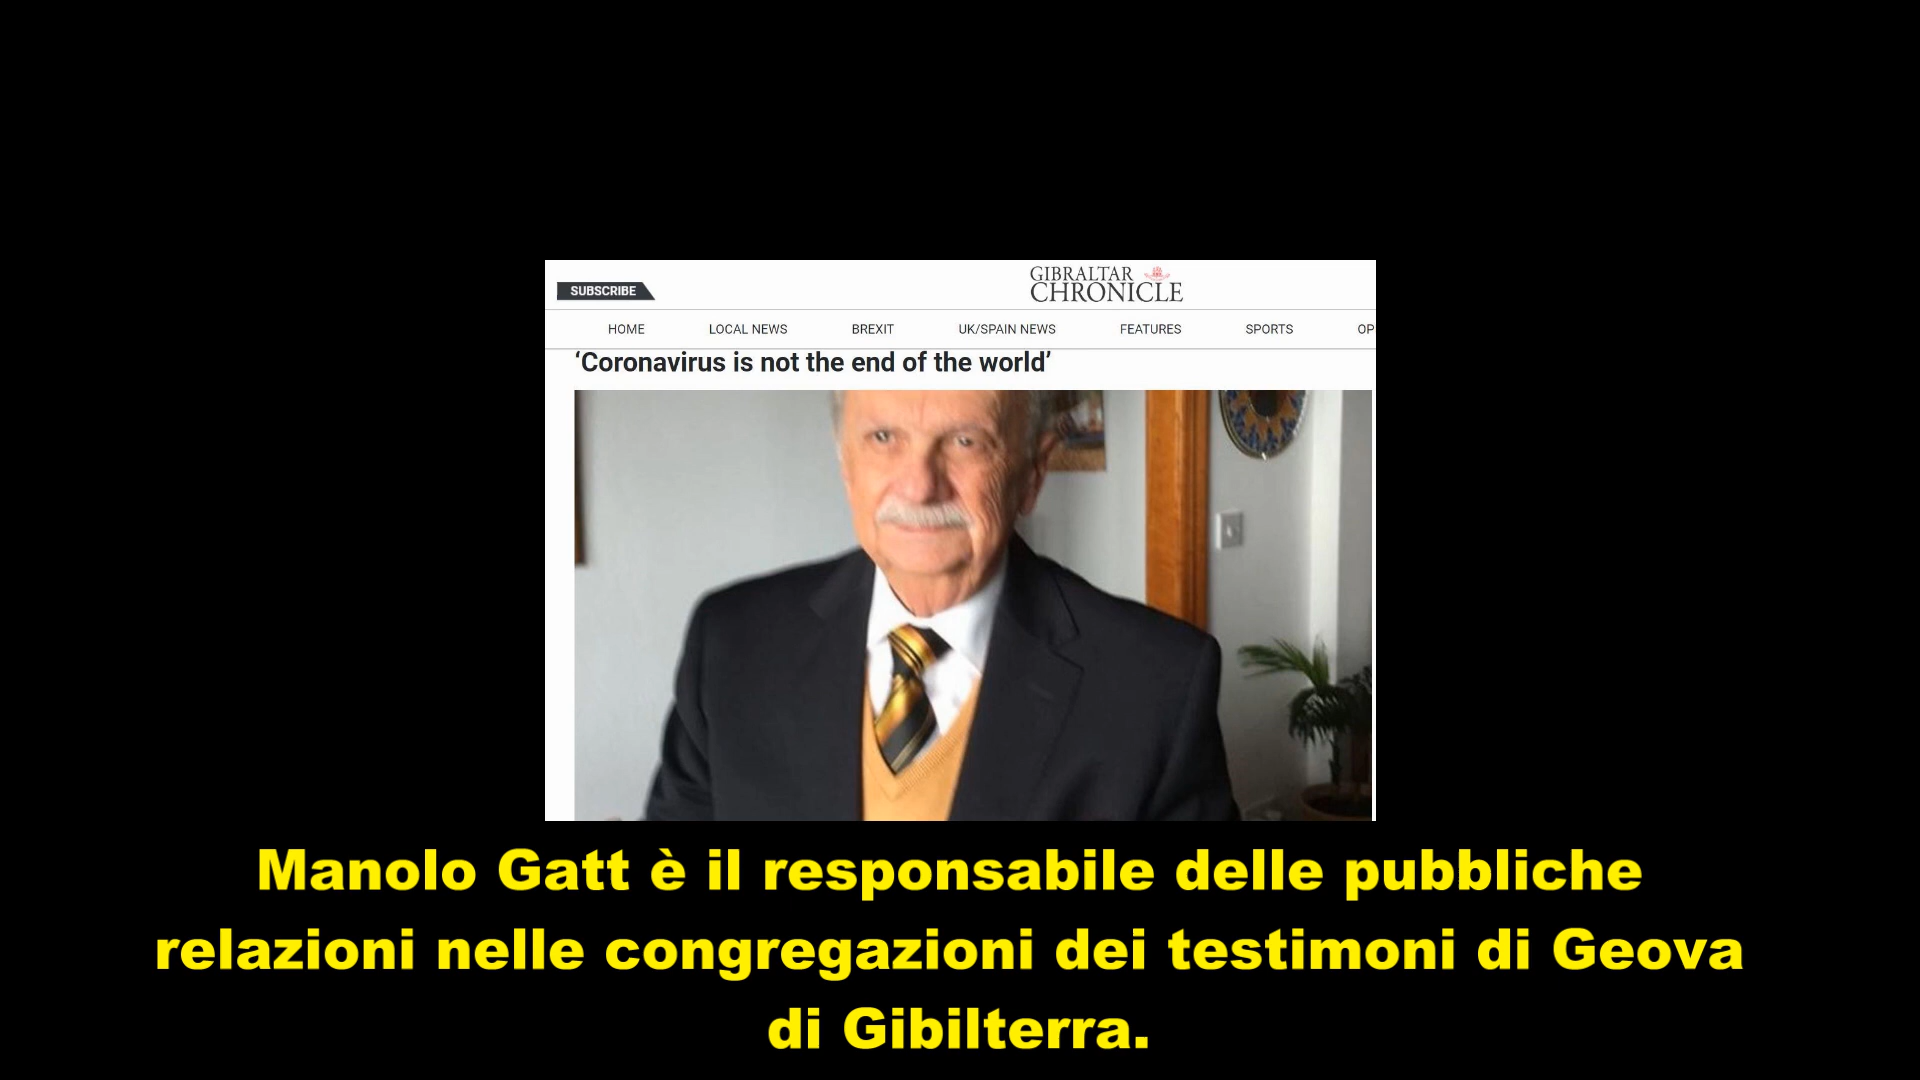 SUBSCRIBE
GIBRALTAR
CHRONICLE
HOME LOCAL NEWS BREXIT UK/SPAIN NEWS FEATURES SPORTS OP
‘Coronavirus is not the end of the world’
Manolo Gatt è il responsabile delle pubbliche
relazioni nelle congregazioni dei testimoni di Geova
di Gibilterra.